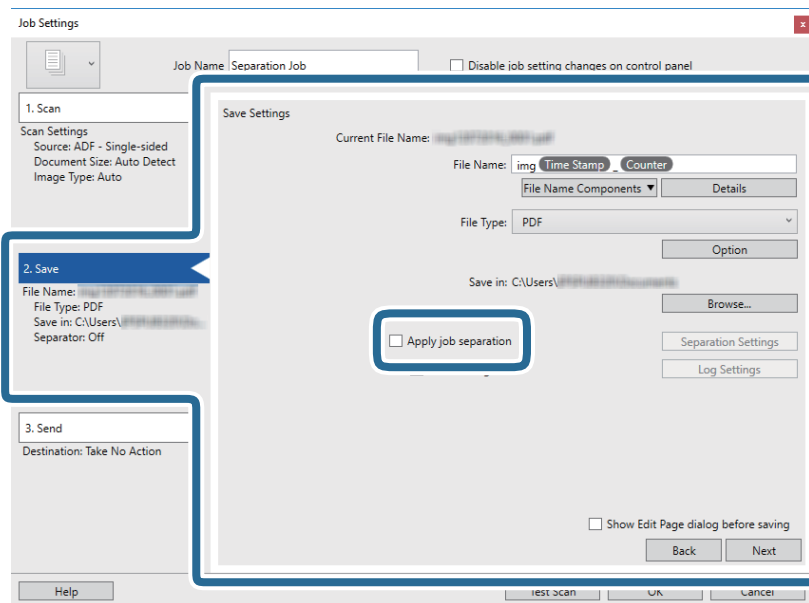 Job Settings
x
Job Name Separation Job
Disable job setting changes on control panel
1. Scan
Scan Settings
Source: ADF - Single-sided
Document Size: Auto Detect
Image Type: Auto
2. Save
File Name:
File Type: PDF
Save in: C:\Users\
Separator: Off
3. Send
Destination: Take No Action
Save Settings
Current File Name:
File Name: img Time Stamp _ Counter
File Name Components ▼ Details
File Type: PDF
Option
Save in: C:\Users\
Browse...
Apply job separation Separation Settings
Log Settings
Show Edit Page dialog before saving
Back Next
Help Test Scan OK Cancel